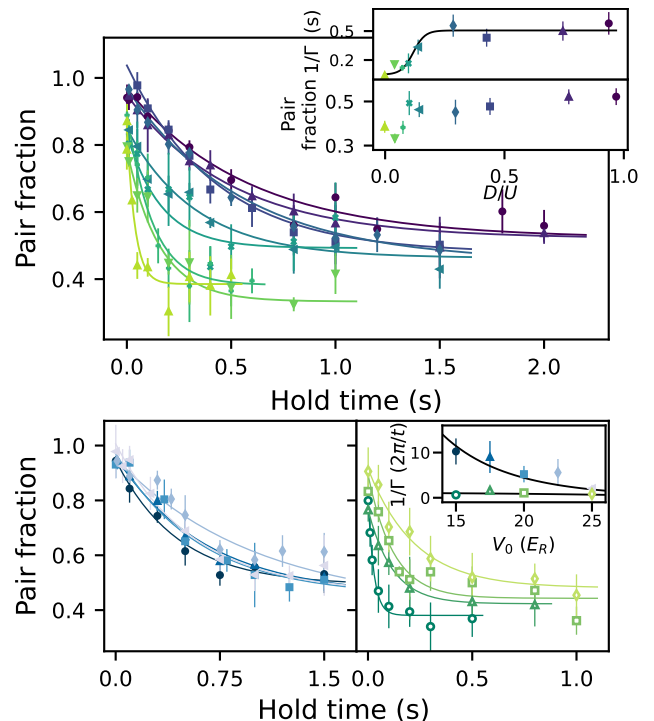 Pair fraction
1.0
0.8
0.6
0.4
0.0
0.5
1.0
1.5
2.0
Hold time (s)
1/Γ (s)
0.5
0.2
Pair
fraction
0.5
0.3
0.0
0.5
1.0
D/U
Pair fraction
1.0
0.8
0.6
0.4
0.0
0.75
1.5
Hold time (s)
0.0
0.5
1.0
Hold time (s)
1/Γ (2π/t)
10
0
15
20
25
V₀ (E_R)